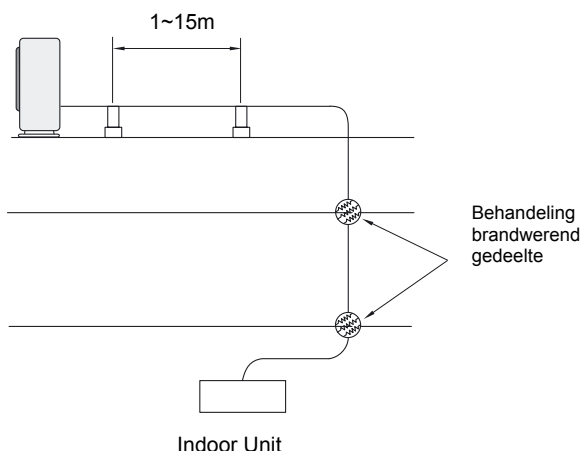 1~15m
Behandeling
brandwerend
gedeelte
Indoor Unit